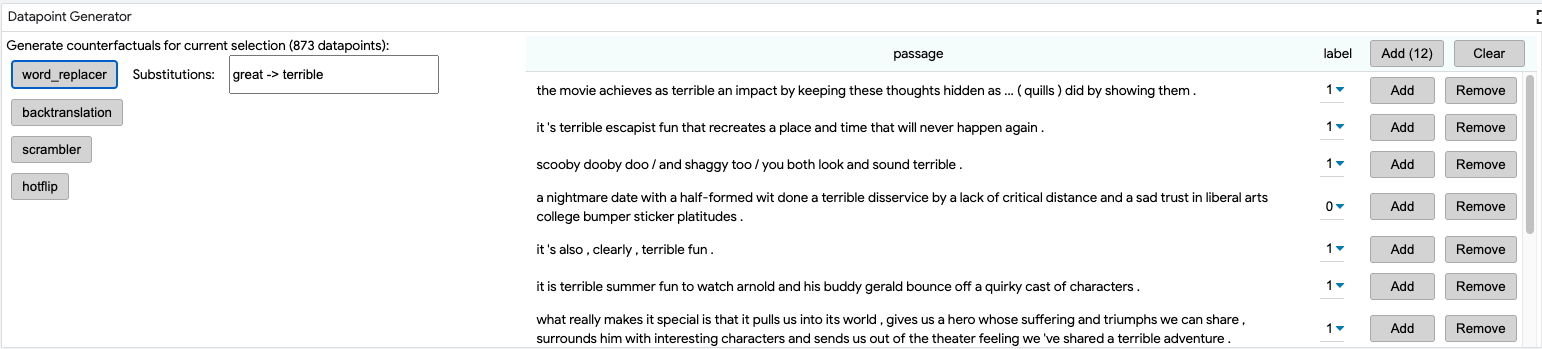 Datapoint Generator
Generate counterfactuals for current selection (873 datapoints):
word_replacer Substitutions: great -> terrible
backtranslation
scrambler
hotflip
passage label Add (12) Clear
the movie achieves as terrible an impact by keeping these thoughts hidden as ... ( quills ) did by showing them . 1 Add Remove
it 's terrible escapist fun that recreates a place and time that will never happen again . 1 Add Remove
scooby dooby doo / and shaggy too / you both look and sound terrible . 1 Add Remove
a nightmare date with a half-formed wit done a terrible disservice by a lack of critical distance and a sad trust in liberal arts
college bumper sticker platitudes . 0 Add Remove
it 's also , clearly , terrible fun . 1 Add Remove
it is terrible summer fun to watch arnold and his buddy gerald bounce off a quirky cast of characters . 1 Add Remove
what really makes it special is that it pulls us into its world , gives us a hero whose suffering and triumphs we can share ,
surrounds him with interesting characters and sends us out of the theater feeling we 've shared a terrible adventure . 1 Add Remove